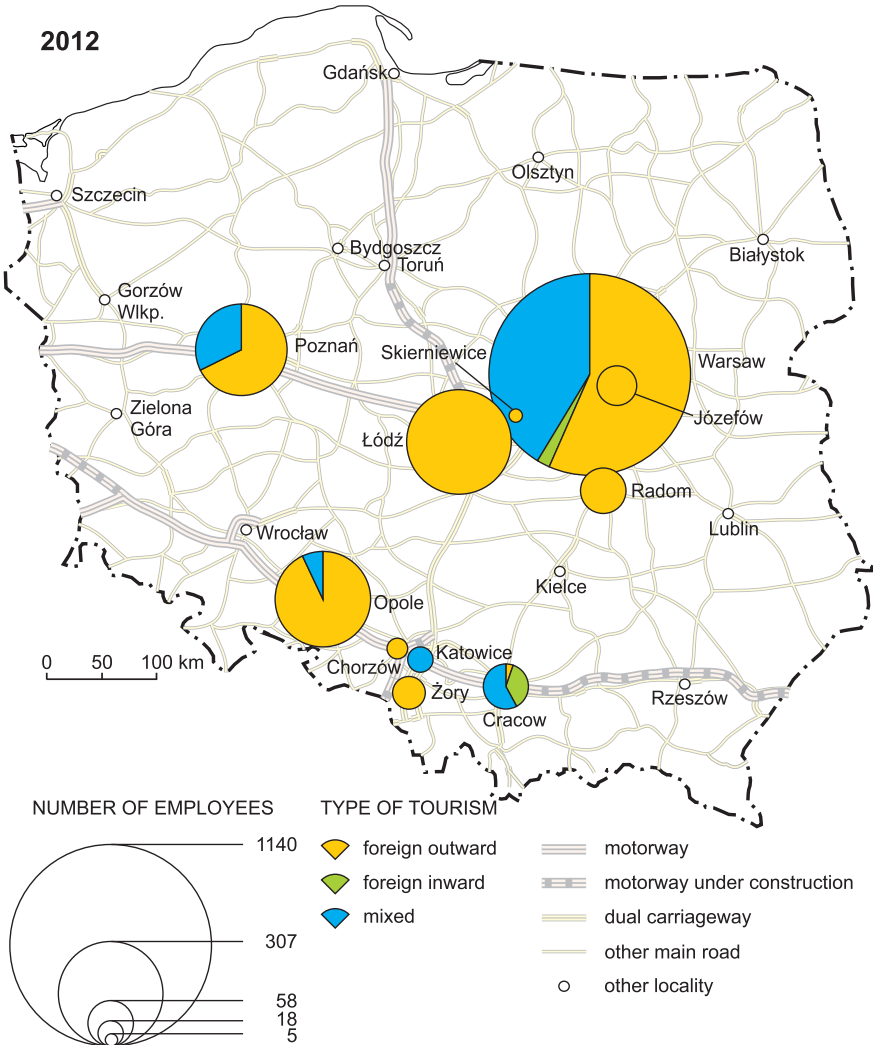 2012
Gdańsk
Olsztyn
Szczecin
Bydgoszcz
Toruń
Białystok
Gorzów
Wlkp.
Poznań
Skierniewice
Warsaw
Józefów
Zielona
Góra
Łódź
Radom
Lublin
Wrocław
Kielce
Opole
Katowice
Chorzów
Żory
Cracow
Rzeszów
0 50 100 km
NUMBER OF EMPLOYEES
1140
307
58
18
5
TYPE OF TOURISM
foreign outward
foreign inward
mixed
motorway
motorway under construction
dual carriageway
other main road
other locality